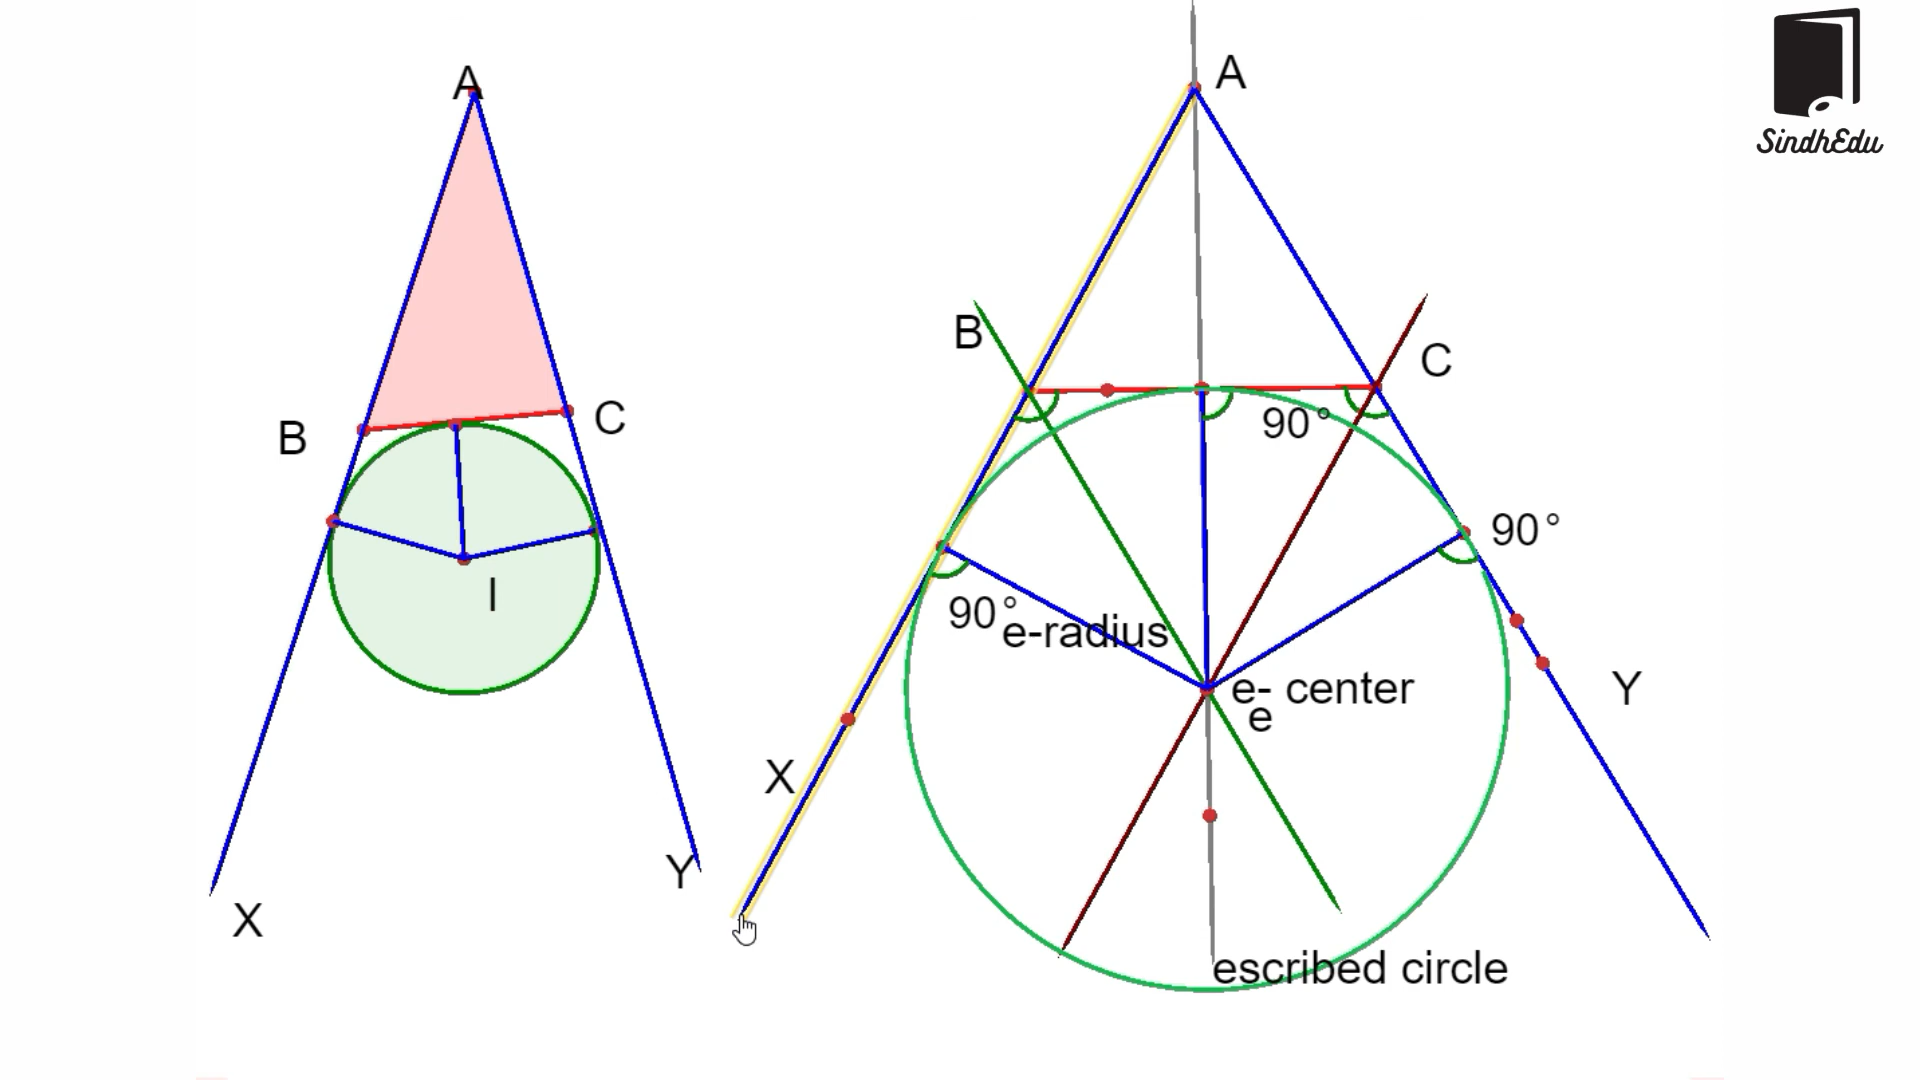 A
B
C
I
X
Y
A
B
C
90°
90°
90°
e-radius
e- center
e
X
Y
escribed circle
SindhEdu